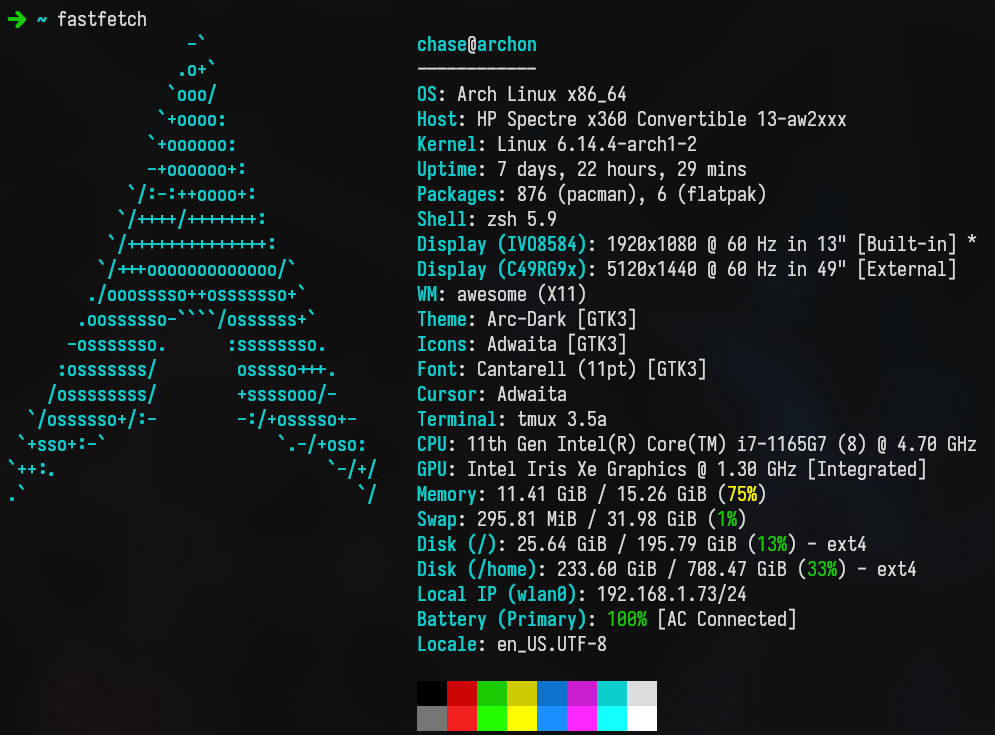 ➜ ~ fastfetch
-`
.o+`
`ooo/
`+oooo:
`+oooooo:
-+oooooo+:
`/:-:++oooo+:
`/++++/+++++++:
`/++++++++++++++:
`/+++ooooooooooooo/`
./ooosssso++osssssso+`
.oossssso-````/ossssss+`
-osssssso.      :ssssssso.
:osssssss/        osssso+++.
/ossssssss/        +ssssooo/-
`/ossssso+/:-        -:/+osssso+-
`+sso+:-`                 `.-/+oso:
`++:.                           `-/+/
.`                                 `/
chase@archon
------------
OS: Arch Linux x86_64
Host: HP Spectre x360 Convertible 13-aw2xxx
Kernel: Linux 6.14.4-arch1-2
Uptime: 7 days, 22 hours, 29 mins
Packages: 876 (pacman), 6 (flatpak)
Shell: zsh 5.9
Display (IVO8584): 1920x1080 @ 60 Hz in 13" [Built-in] *
Display (C49RG9x): 5120x1440 @ 60 Hz in 49" [External]
WM: awesome (X11)
Theme: Arc-Dark [GTK3]
Icons: Adwaita [GTK3]
Font: Cantarell (11pt) [GTK3]
Cursor: Adwaita
Terminal: tmux 3.5a
CPU: 11th Gen Intel(R) Core(TM) i7-1165G7 (8) @ 4.70 GHz
GPU: Intel Iris Xe Graphics @ 1.30 GHz [Integrated]
Memory: 11.41 GiB / 15.26 GiB (75%)
Swap: 295.81 MiB / 31.98 GiB (1%)
Disk (/): 25.64 GiB / 195.79 GiB (13%) - ext4
Disk (/home): 233.60 GiB / 708.47 GiB (33%) - ext4
Local IP (wlan0): 192.168.1.73/24
Battery (Primary): 100% [AC Connected]
Locale: en_US.UTF-8